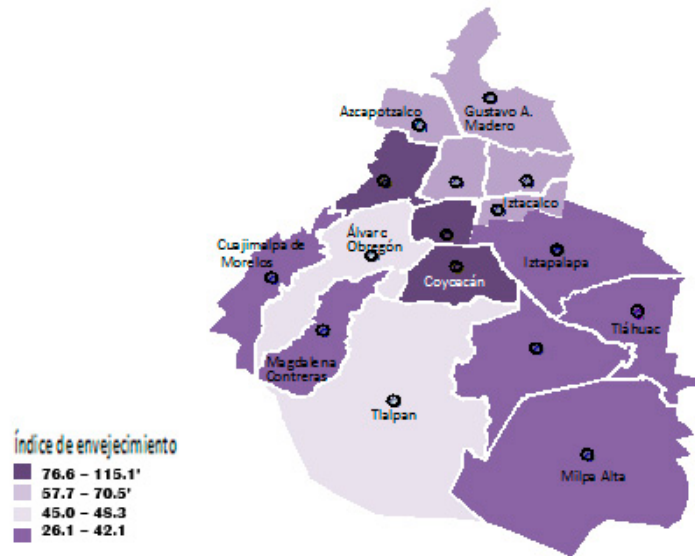 Azcapotzalco
Gustavo A.
Madero
Iztacalco
Álvarc
Obregón
Cuajimalpa de
Morelos
Iztapalapa
Coyoacán
Tláhuac
Magdalena
Contreras
Tlalpan
Milpa Alta
Índice de envejecimiento
76.6 – 115.1'
57.7 – 70.5'
45.0 – 48.3
26.1 – 42.1